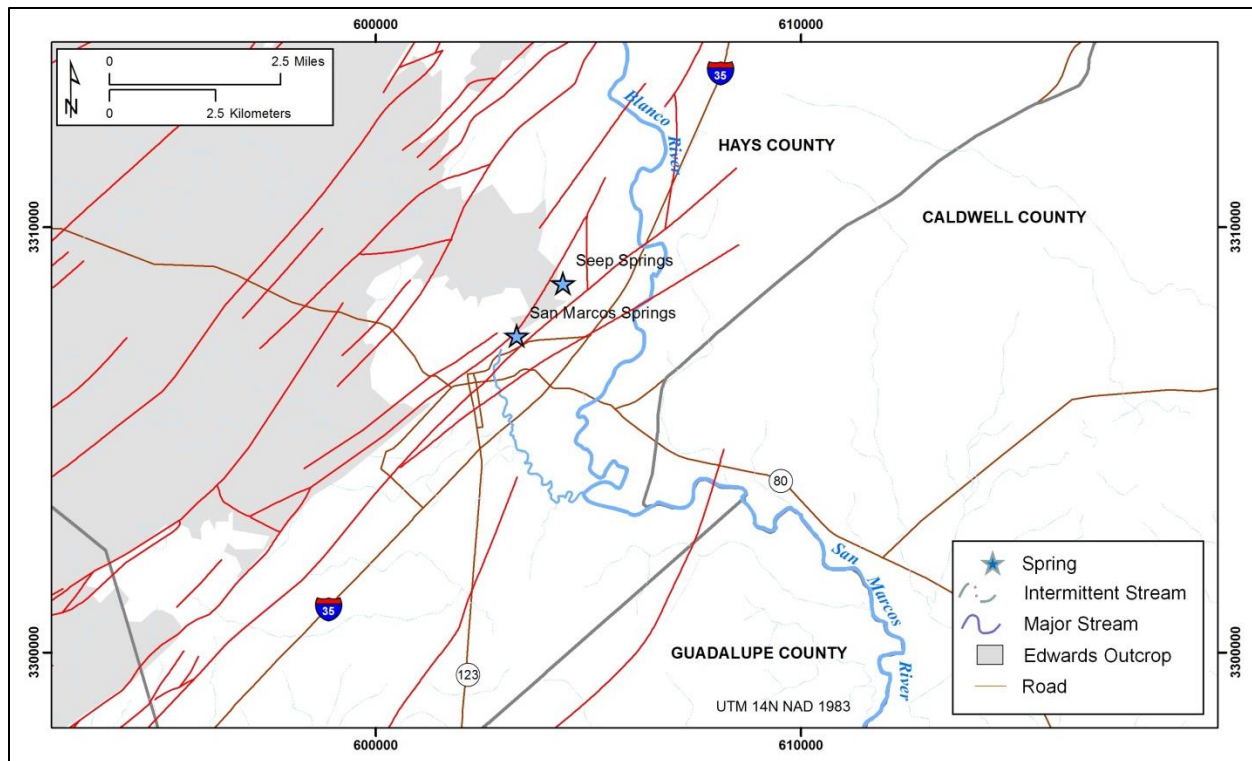 600000
610000
0
2.5 Miles
0
2.5 Kilometers
N
35
Blanco
River
HAYS COUNTY
CALDWELL COUNTY
3310000
3310000
Seep Springs
San Marcos Springs
80
San
Marcos
River
35
123
GUADALUPE COUNTY
UTM 14N NAD 1983
3300000
3300000
Spring
Intermittent Stream
Major Stream
Edwards Outcrop
Road
600000
610000